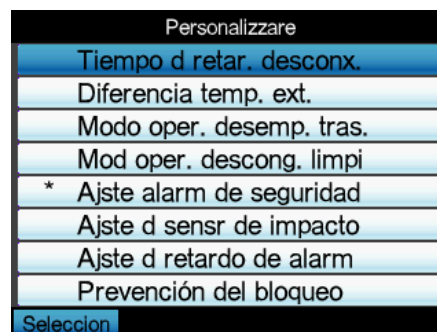 Personalizzare
Tiempo d retar. desconx.
Diferencia temp. ext.
Modo oper. desemp. tras.
Mod oper. descong. limpi
* Ajste alarm de seguridad
Ajste d sensr de impacto
Ajste d retardo de alarm
Prevención del bloqueo
Seleccion